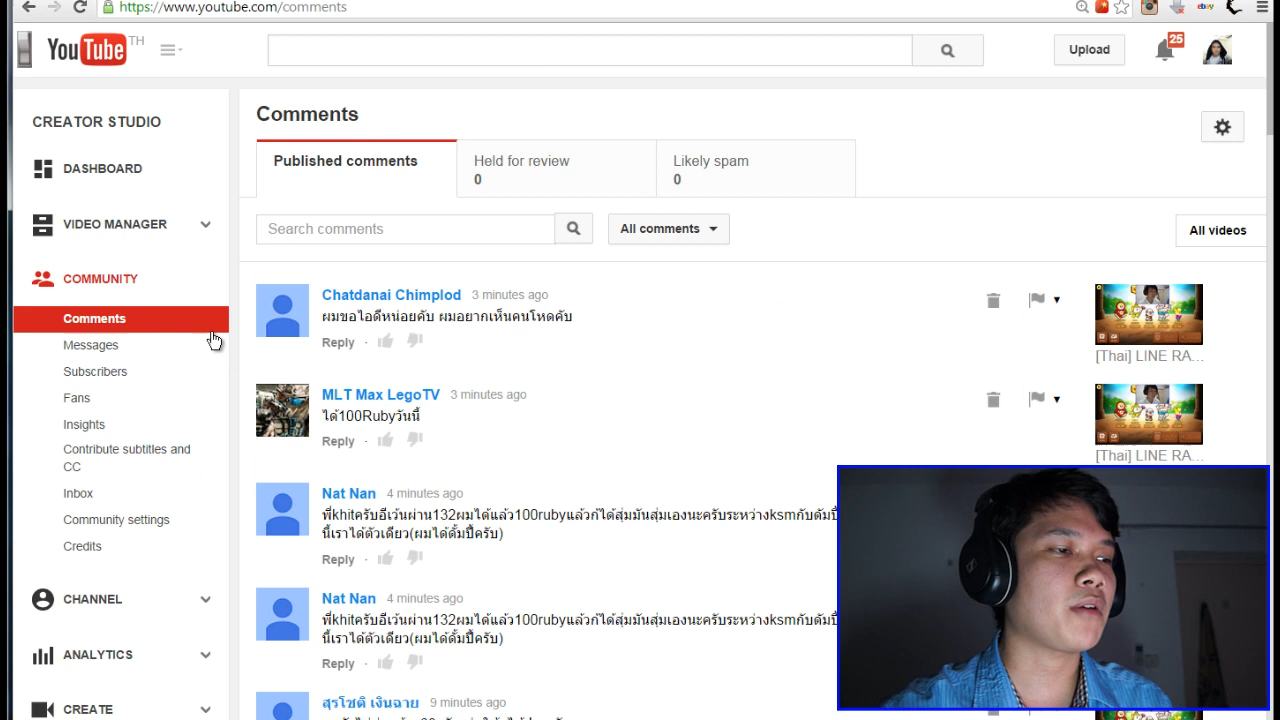 https://www.youtube.com/comments
YouTube TH
Upload
25
CREATOR STUDIO
DASHBOARD
VIDEO MANAGER
COMMUNITY
Comments
Messages
Subscribers
Fans
Insights
Contribute subtitles and
CC
Inbox
Community settings
Credits
CHANNEL
ANALYTICS
CREATE
Comments
Published comments
Held for review
0
Likely spam
0
Search comments
All comments
All videos
Chatdanai Chimplod 3 minutes ago
ผมขอไอดีหน่อยคับ ผมอยากเห็นคนโหดคับ
Reply
[Thai] LINE RA...
MLT Max LegoTV 3 minutes ago
ได้100Rubyวันนี้
Reply
[Thai] LINE RA...
Nat Nan 4 minutes ago
พี่khitครับอีเว้นผ่าน132ผมได้แล้ว100rubyแล้วก้ได้สุ่มมันสุ่มเองนะครับระหว่างksmกับดัมปี
นี้เราได้ตัวเดียว(ผมได้ดั้มปี้ครับ)
Reply
Nat Nan 4 minutes ago
พี่khitครับอีเว้นผ่าน132ผมได้แล้ว100rubyแล้วก้ได้สุ่มมันสุ่มเองนะครับระหว่างksmกับดัมปี
นี้เราได้ตัวเดียว(ผมได้ดั้มปี้ครับ)
Reply
สุรโชติ เงินฉาย 9 minutes ago